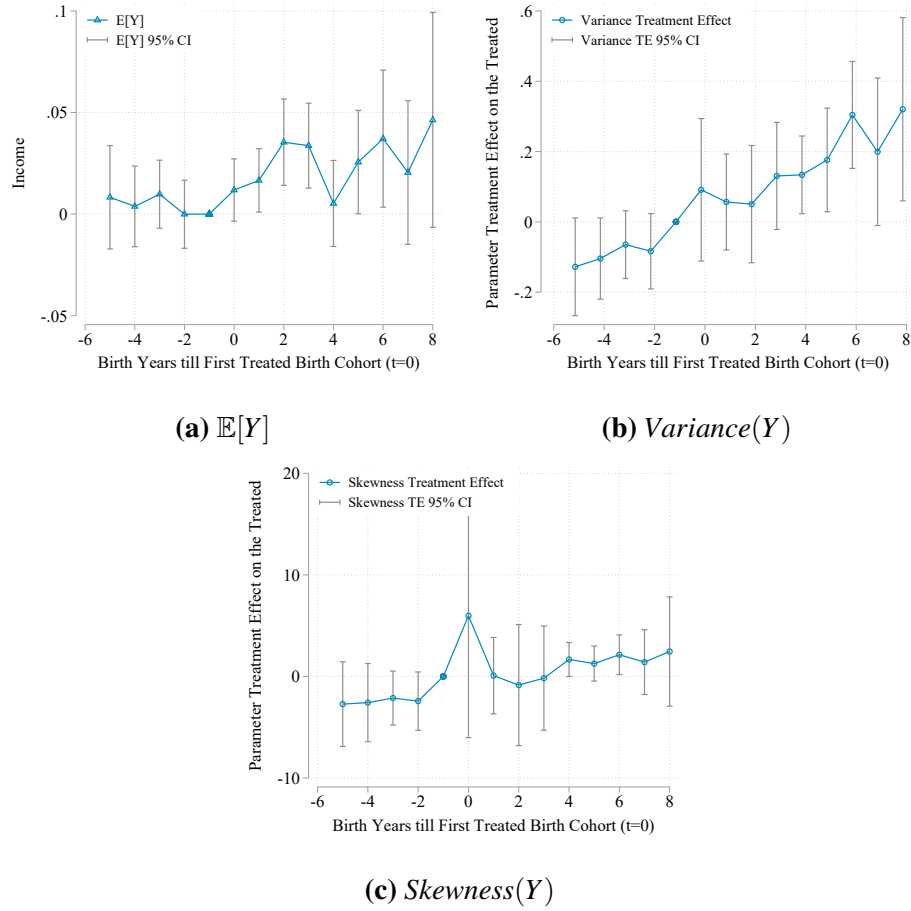 E[Y]
E[Y] 95% CI
.1
.05
0
-.05
Income
-6 -4 -2 0 2 4 6 8
Birth Years till First Treated Birth Cohort (t=0)
(a) 𝔼[Y]
Variance Treatment Effect
Variance TE 95% CI
.6
.4
.2
0
-.2
Parameter Treatment Effect on the Treated
-6 -4 -2 0 2 4 6 8
Birth Years till First Treated Birth Cohort (t=0)
(b) Variance(Y)
Skewness Treatment Effect
Skewness TE 95% CI
20
10
0
-10
Parameter Treatment Effect on the Treated
-6 -4 -2 0 2 4 6 8
Birth Years till First Treated Birth Cohort (t=0)
(c) Skewness(Y)